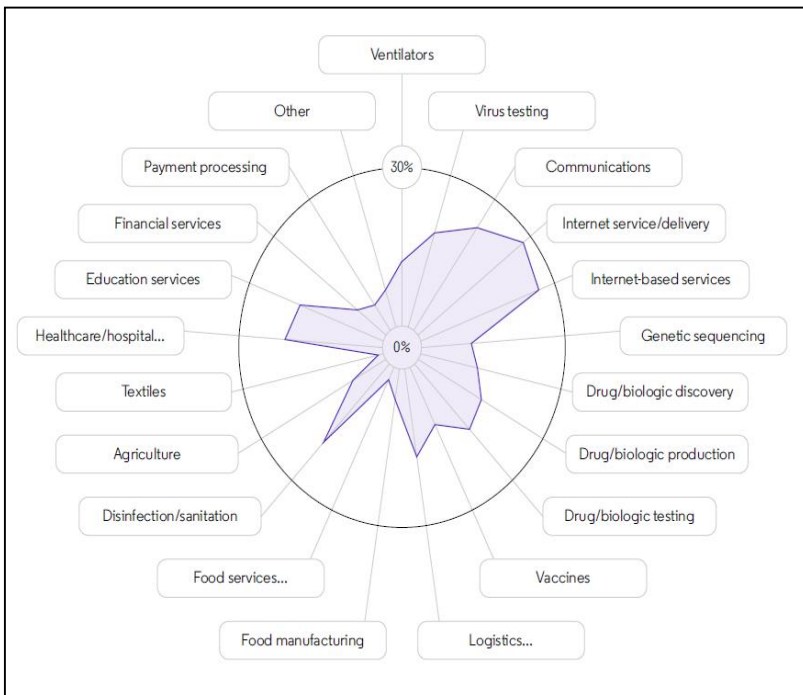 Ventilators
Other
Virus testing
Payment processing
30%
Communications
Financial services
Internet service/delivery
Education services
Internet-based services
Healthcare/hospital...
0%
Genetic sequencing
Textiles
Drug/biologic discovery
Agriculture
Drug/biologic production
Disinfection/sanitation
Drug/biologic testing
Food services...
Vaccines
Food manufacturing
Logistics...